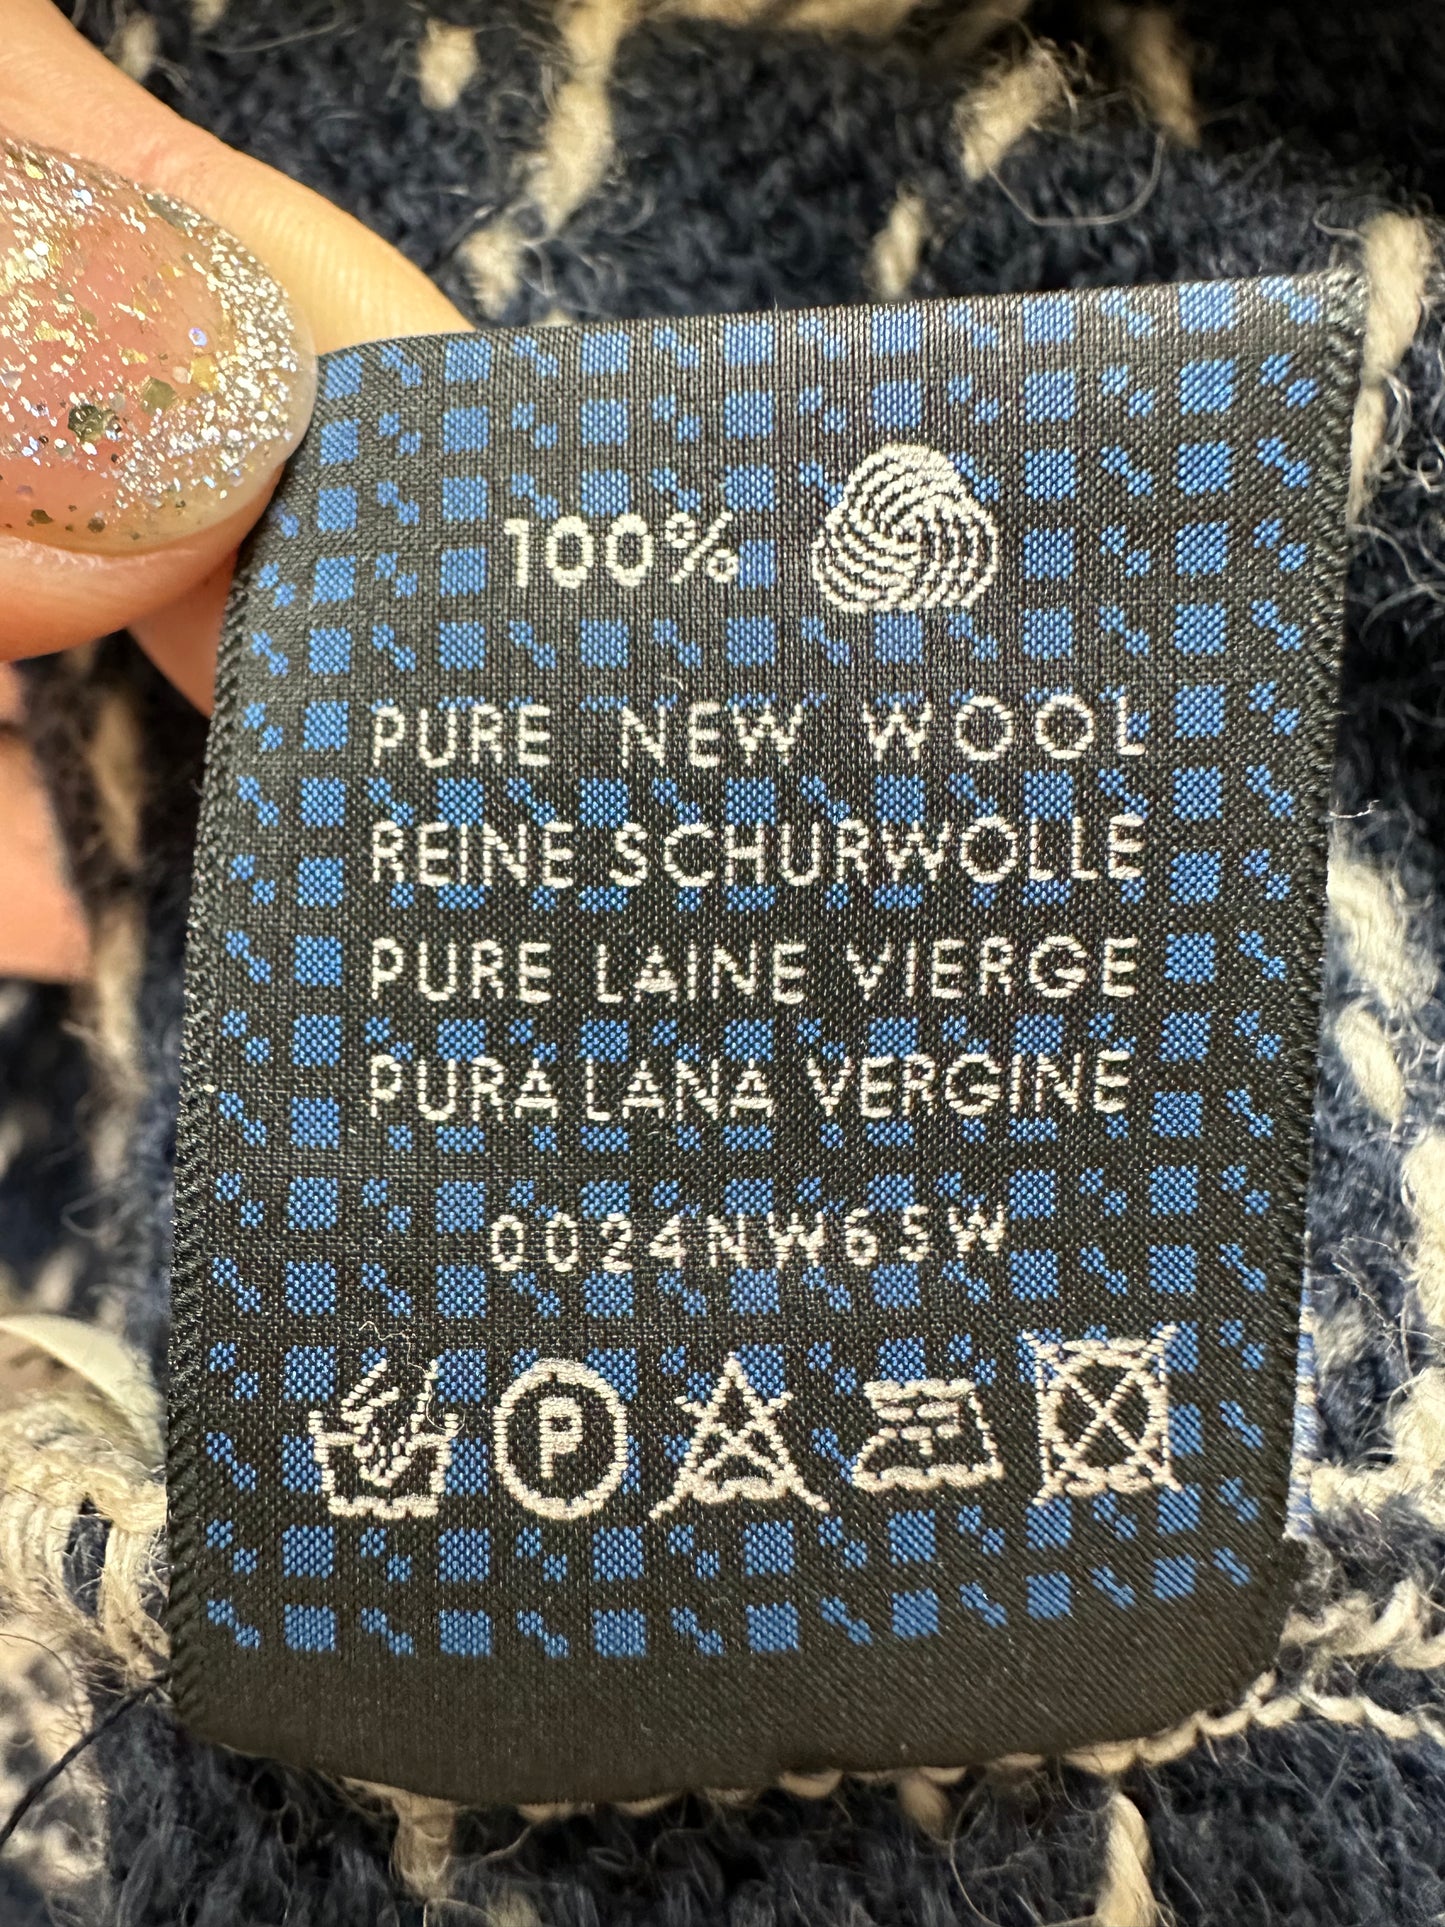 100%
PURE NEW WOOL
REINE SCHURWOLLE
PURE LAINE VIERGE
PURA LANA VERGINE
0024NW65W
P